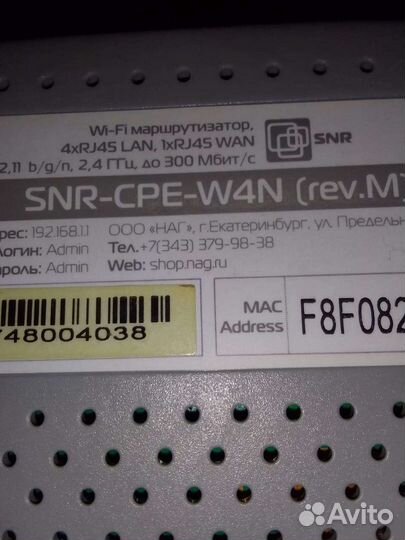 Wi-Fi маршрутизатор,
4xRJ45 LAN, 1xRJ45 WAN
2,11 b/g/n, 2,4 ГГц, до 300 Мбит/с
SNR
SNR-CPE-W4N (rev.M)
рес: 192.168.1.1 ООО «НАГ», г.Екатеринбург, ул. Предельн
огин: Admin Тел.+7(343) 379-98-38
роль: Admin Web: shop.nag.ru
748004038
MAC
Address
F8F082
Avito